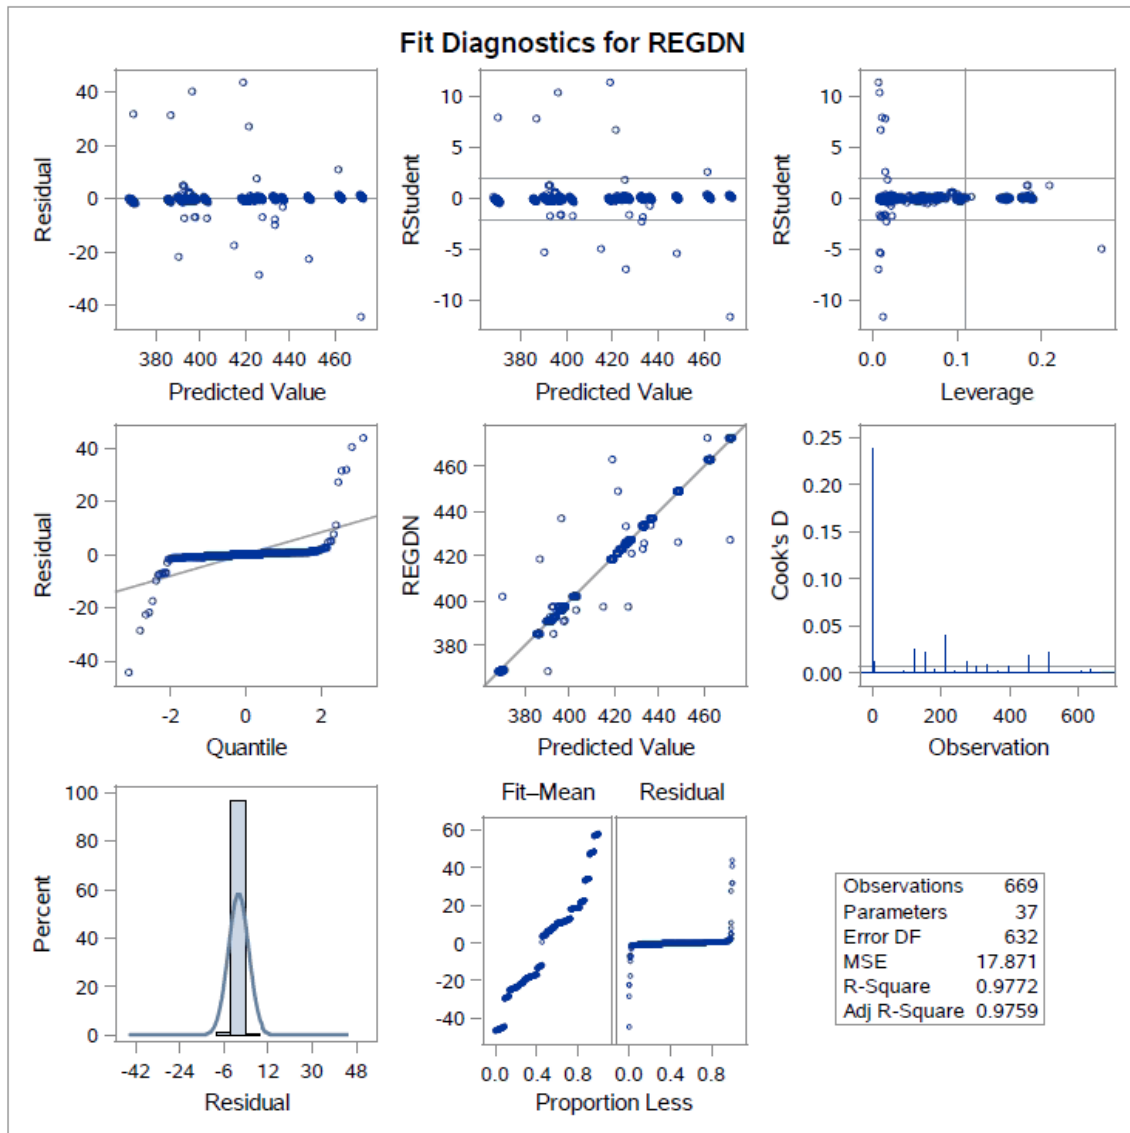 Fit Diagnostics for REGDN
40
20
0
-20
-40
Residual
380 400 420 440 460
Predicted Value
10
5
0
-5
-10
RStudent
380 400 420 440 460
Predicted Value
10
5
0
-5
-10
RStudent
0.0 0.1 0.2
Leverage
40
20
0
-20
-40
Residual
-2 0 2
Quantile
460
440
420
400
380
REGDN
380 400 420 440 460
Predicted Value
0.25
0.20
0.15
0.10
0.05
0.00
Cook's D
0 200 400 600
Observation
100
80
60
40
20
0
Percent
-42 -24 -6 12 30 48
Residual
Fit–Mean Residual
60
40
20
0
-20
-40
0.0 0.4 0.8 0.0 0.4 0.8
Proportion Less
Observations 669
Parameters 37
Error DF 632
MSE 17.871
R-Square 0.9772
Adj R-Square 0.9759